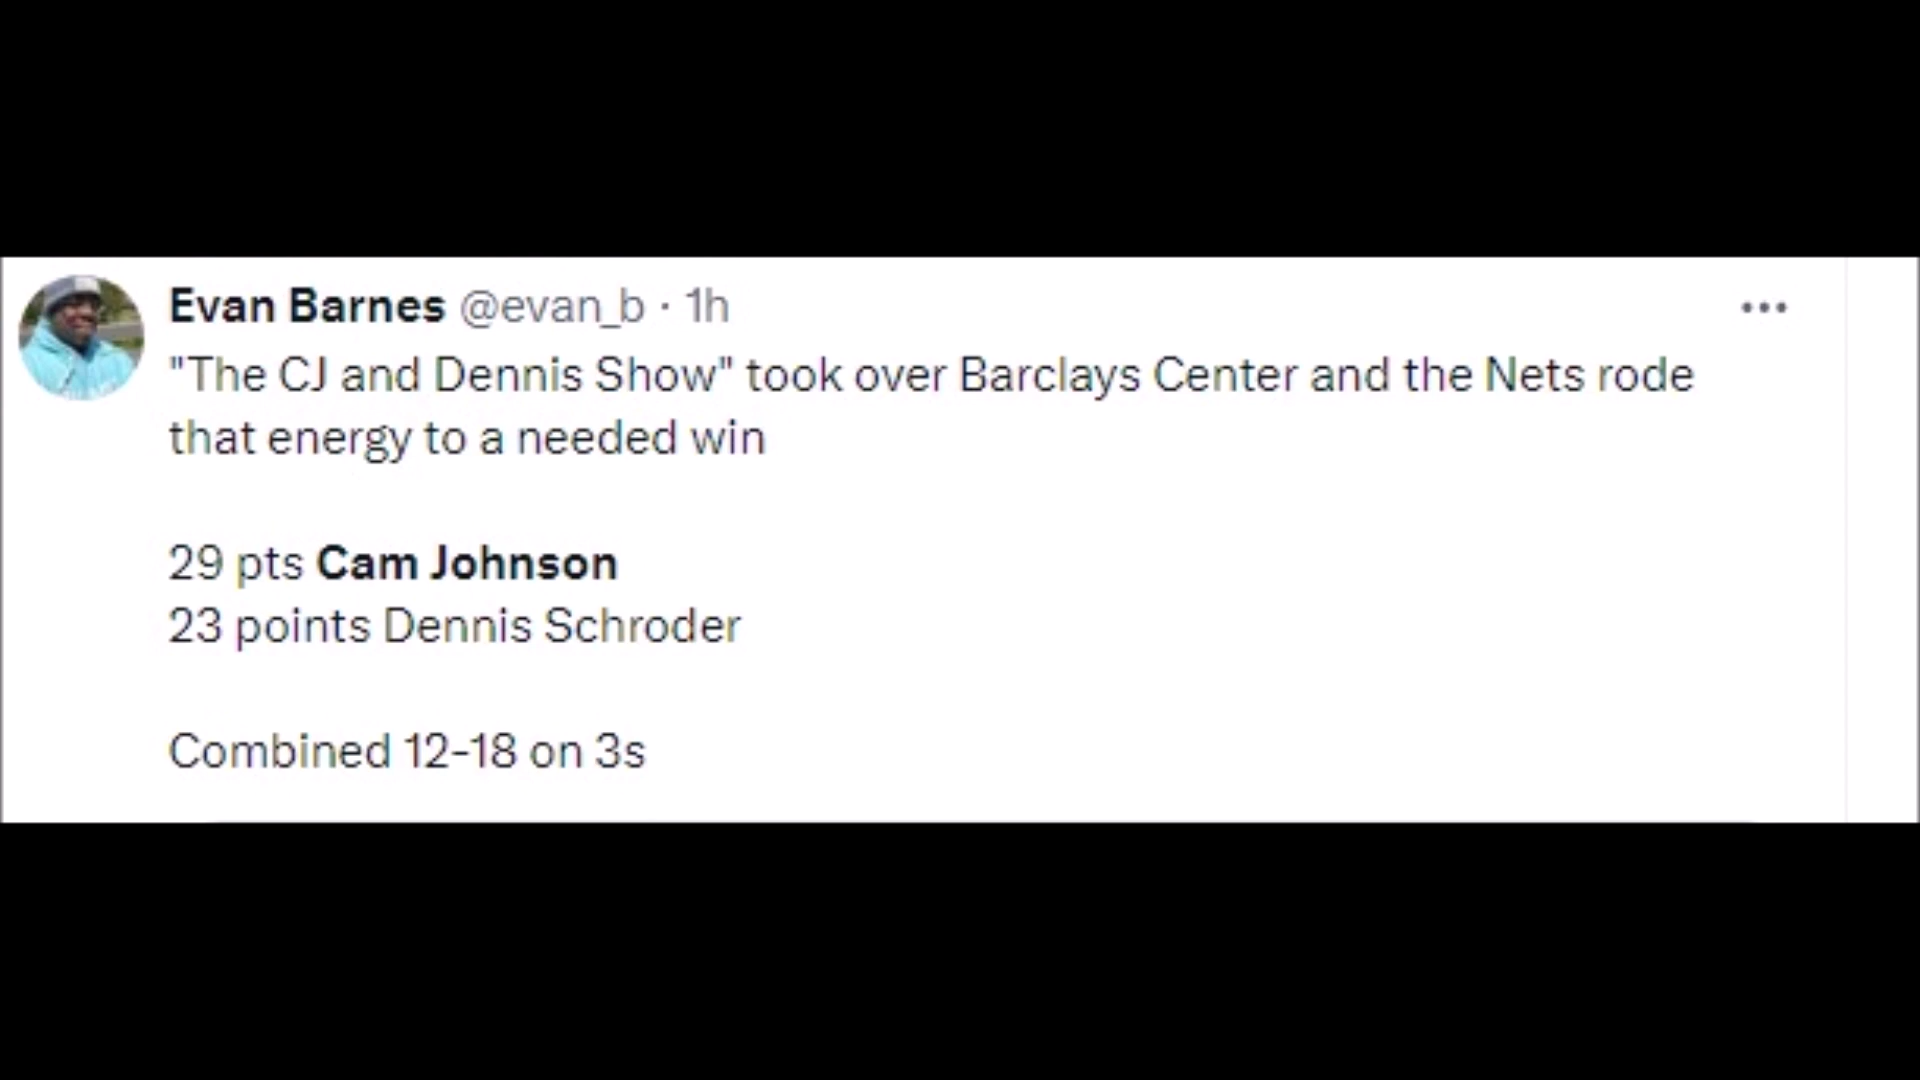 Evan Barnes @evan_b · 1h
"The CJ and Dennis Show" took over Barclays Center and the Nets rode
that energy to a needed win
29 pts Cam Johnson
23 points Dennis Schroder
Combined 12-18 on 3s